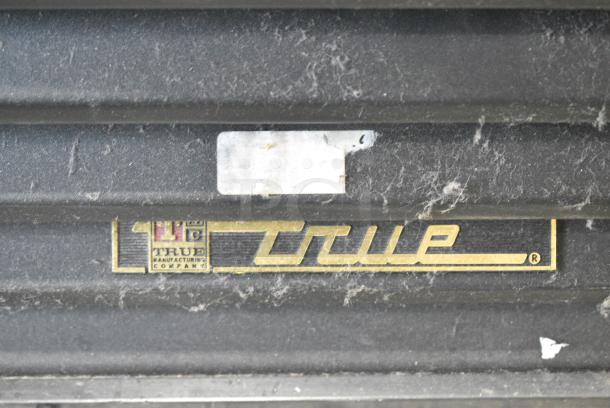 T
TRUE
MANUFACTURING
COMPANY
true ®